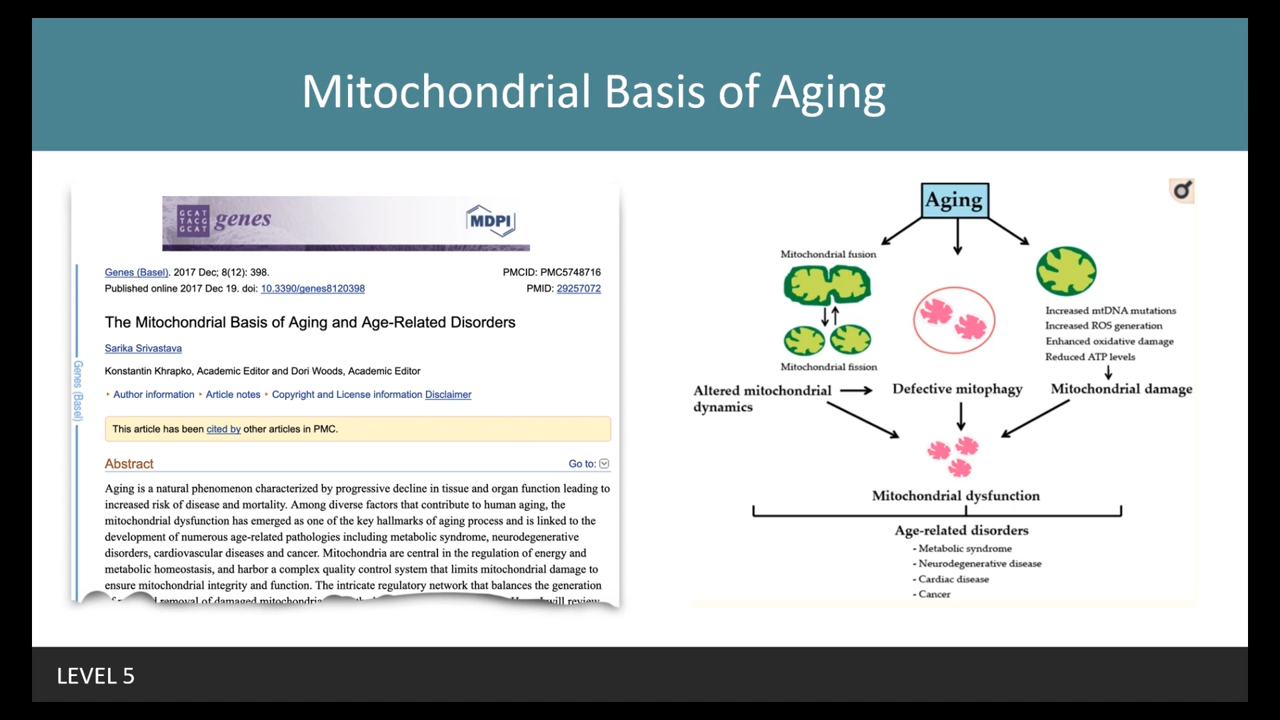 Mitochondrial Basis of Aging
GCAT
TACG
GCAT
genes
MDPI
Genes (Basel). 2017 Dec; 8(12): 398.
PMCID: PMC5748716
Published online 2017 Dec 19. doi: 10.3390/genes8120398
PMID: 29257072
The Mitochondrial Basis of Aging and Age-Related Disorders
Sarika Srivastava
Konstantin Khrapko, Academic Editor and Dori Woods, Academic Editor
Author information
Article notes
Copyright and License information Disclaimer
This article has been cited by other articles in PMC.
Abstract
Go to:
Aging is a natural phenomenon characterized by progressive decline in tissue and organ function leading to
increased risk of disease and mortality. Among diverse factors that contribute to human aging, the
mitochondrial dysfunction has emerged as one of the key hallmarks of aging process and is linked to the
development of numerous age-related pathologies including metabolic syndrome, neurodegenerative
disorders, cardiovascular diseases and cancer. Mitochondria are central in the regulation of energy and
metabolic homeostasis, and harbor a complex quality control system that limits mitochondrial damage to
ensure mitochondrial integrity and function. The intricate regulatory network that balances the generation
removal of damaged mitochondria
will review
Genes (Basel)
Aging
Mitochondrial fusion
Mitochondrial fission
Increased mtDNA mutations
Increased ROS generation
Enhanced oxidative damage
Reduced ATP levels
Altered mitochondrial
dynamics
Defective mitophagy
Mitochondrial damage
Mitochondrial dysfunction
Age-related disorders
- Metabolic syndrome
- Neurodegenerative disease
- Cardiac disease
- Cancer
LEVEL 5